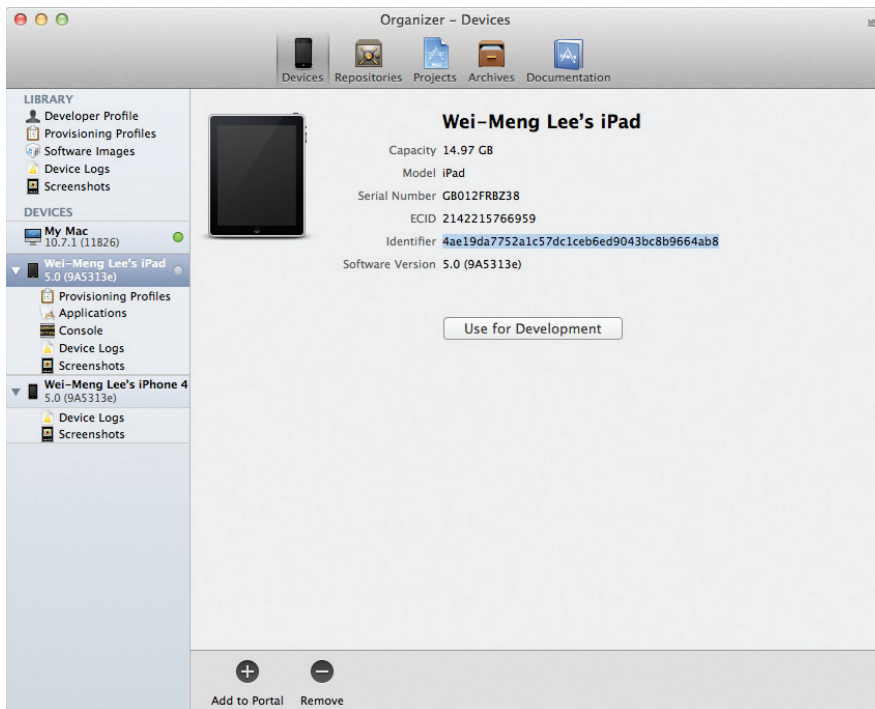 Organizer – Devices
Devices Repositories Projects Archives Documentation
LIBRARY
Developer Profile
Provisioning Profiles
Software Images
Device Logs
Screenshots
DEVICES
My Mac
10.7.1 (11B26)
Wei-Meng Lee's iPad
5.0 (9A5313e)
Provisioning Profiles
Applications
Console
Device Logs
Screenshots
Wei-Meng Lee's iPhone 4
5.0 (9A5313e)
Device Logs
Screenshots
Wei-Meng Lee's iPad
Capacity 14.97 GB
Model iPad
Serial Number GB012FRBZ38
ECID 2142215766959
Identifier 4ae19da7752a1c57dc1ceb6ed9043bc8b9664ab8
Software Version 5.0 (9A5313e)
Use for Development
Add to Portal Remove